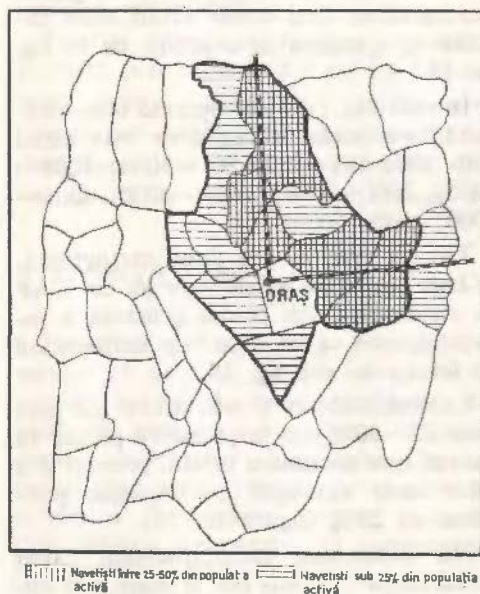 ORAȘ
Navetiști între 25-50% din populația
activă
Navetiști sub 25% din populația
activă